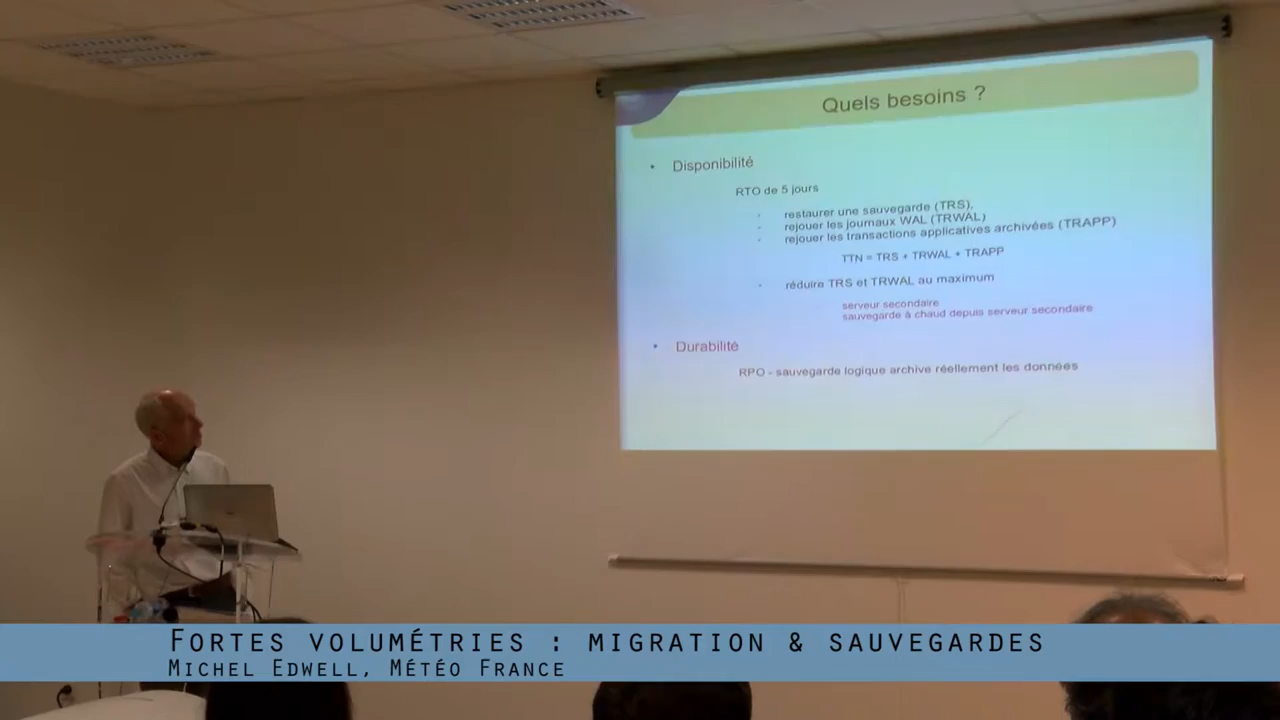 Quels besoins ?
• Disponibilité
RTO de 5 jours
- restaurer une sauvegarde (TRS),
- rejouer les journaux WAL (TRWAL)
- rejouer les transactions applicatives archivées (TRAPP)
TTN = TRS + TRWAL + TRAPP
- réduire TRS et TRWAL au maximum
serveur secondaire
sauvegarde à chaud depuis serveur secondaire
• Durabilité
RPO - sauvegarde logique archive réellement les données
FORTES VOLUMÉTRIES : MIGRATION & SAUVEGARDES
MICHEL EDWELL, MÉTÉO FRANCE